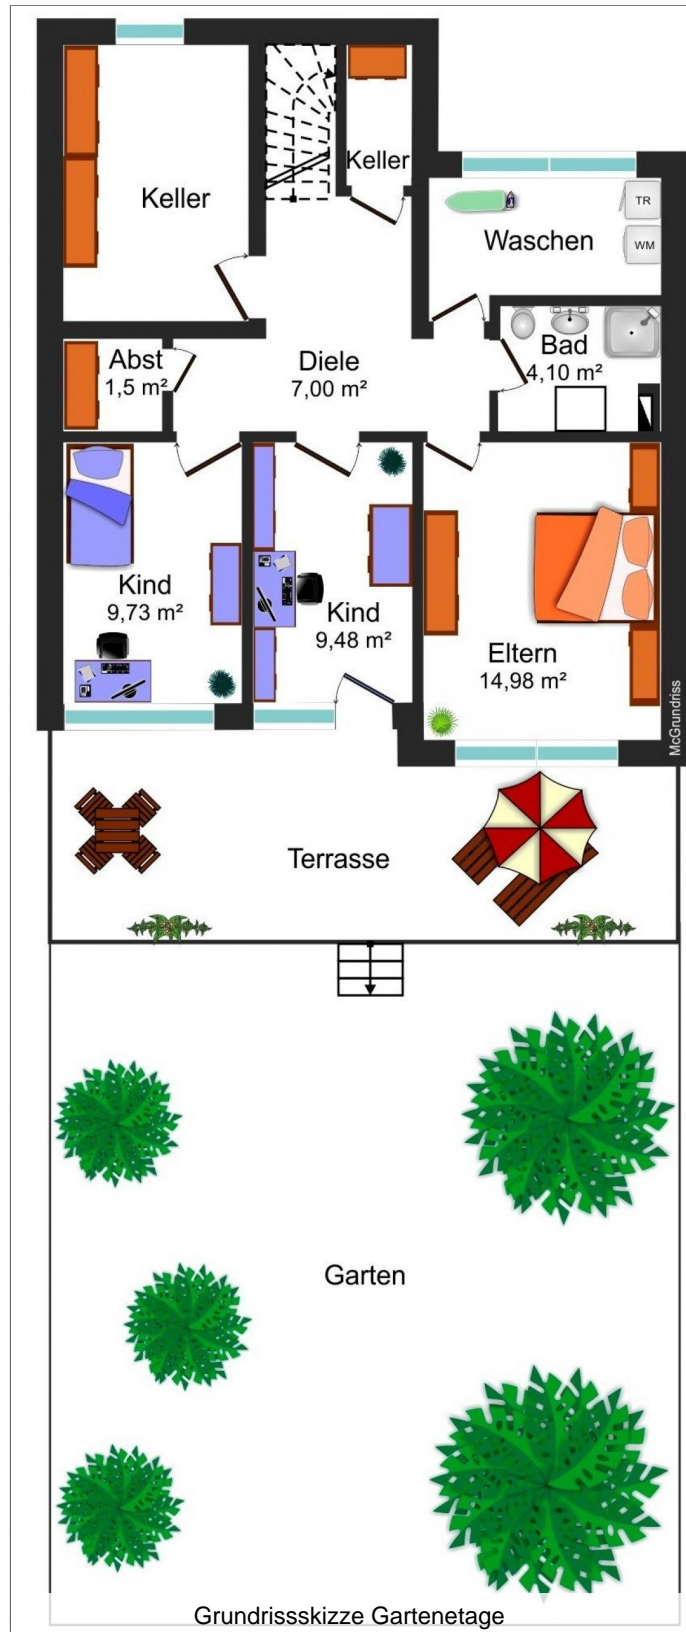 Keller
Keller
TR
Waschen
WM
Abst
1,5 m²
Diele
7,00 m²
Bad
4,10 m²
Kind
9,73 m²
Kind
9,48 m²
Eltern
14,98 m²
McGrundriss
Terrasse
Garten
Grundrissskizze Gartenetage